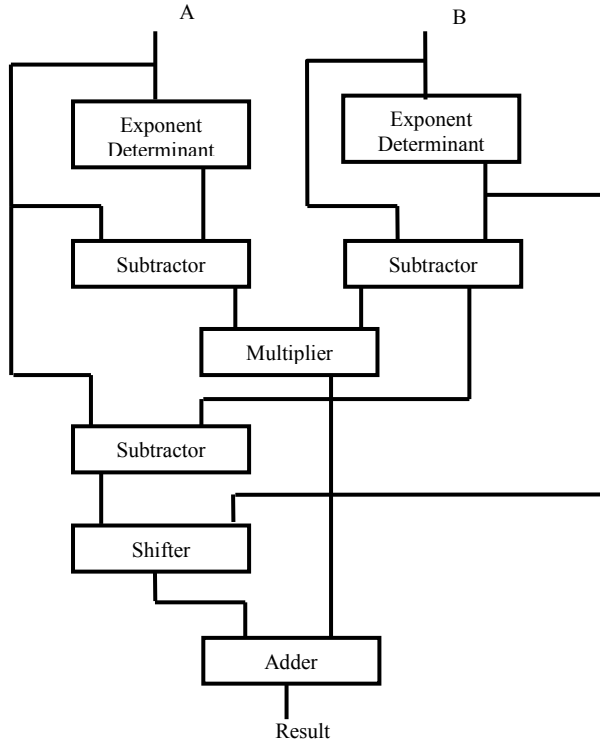 A
B
Exponent
Determinant
Exponent
Determinant
Subtractor
Subtractor
Multiplier
Subtractor
Shifter
Adder
Result